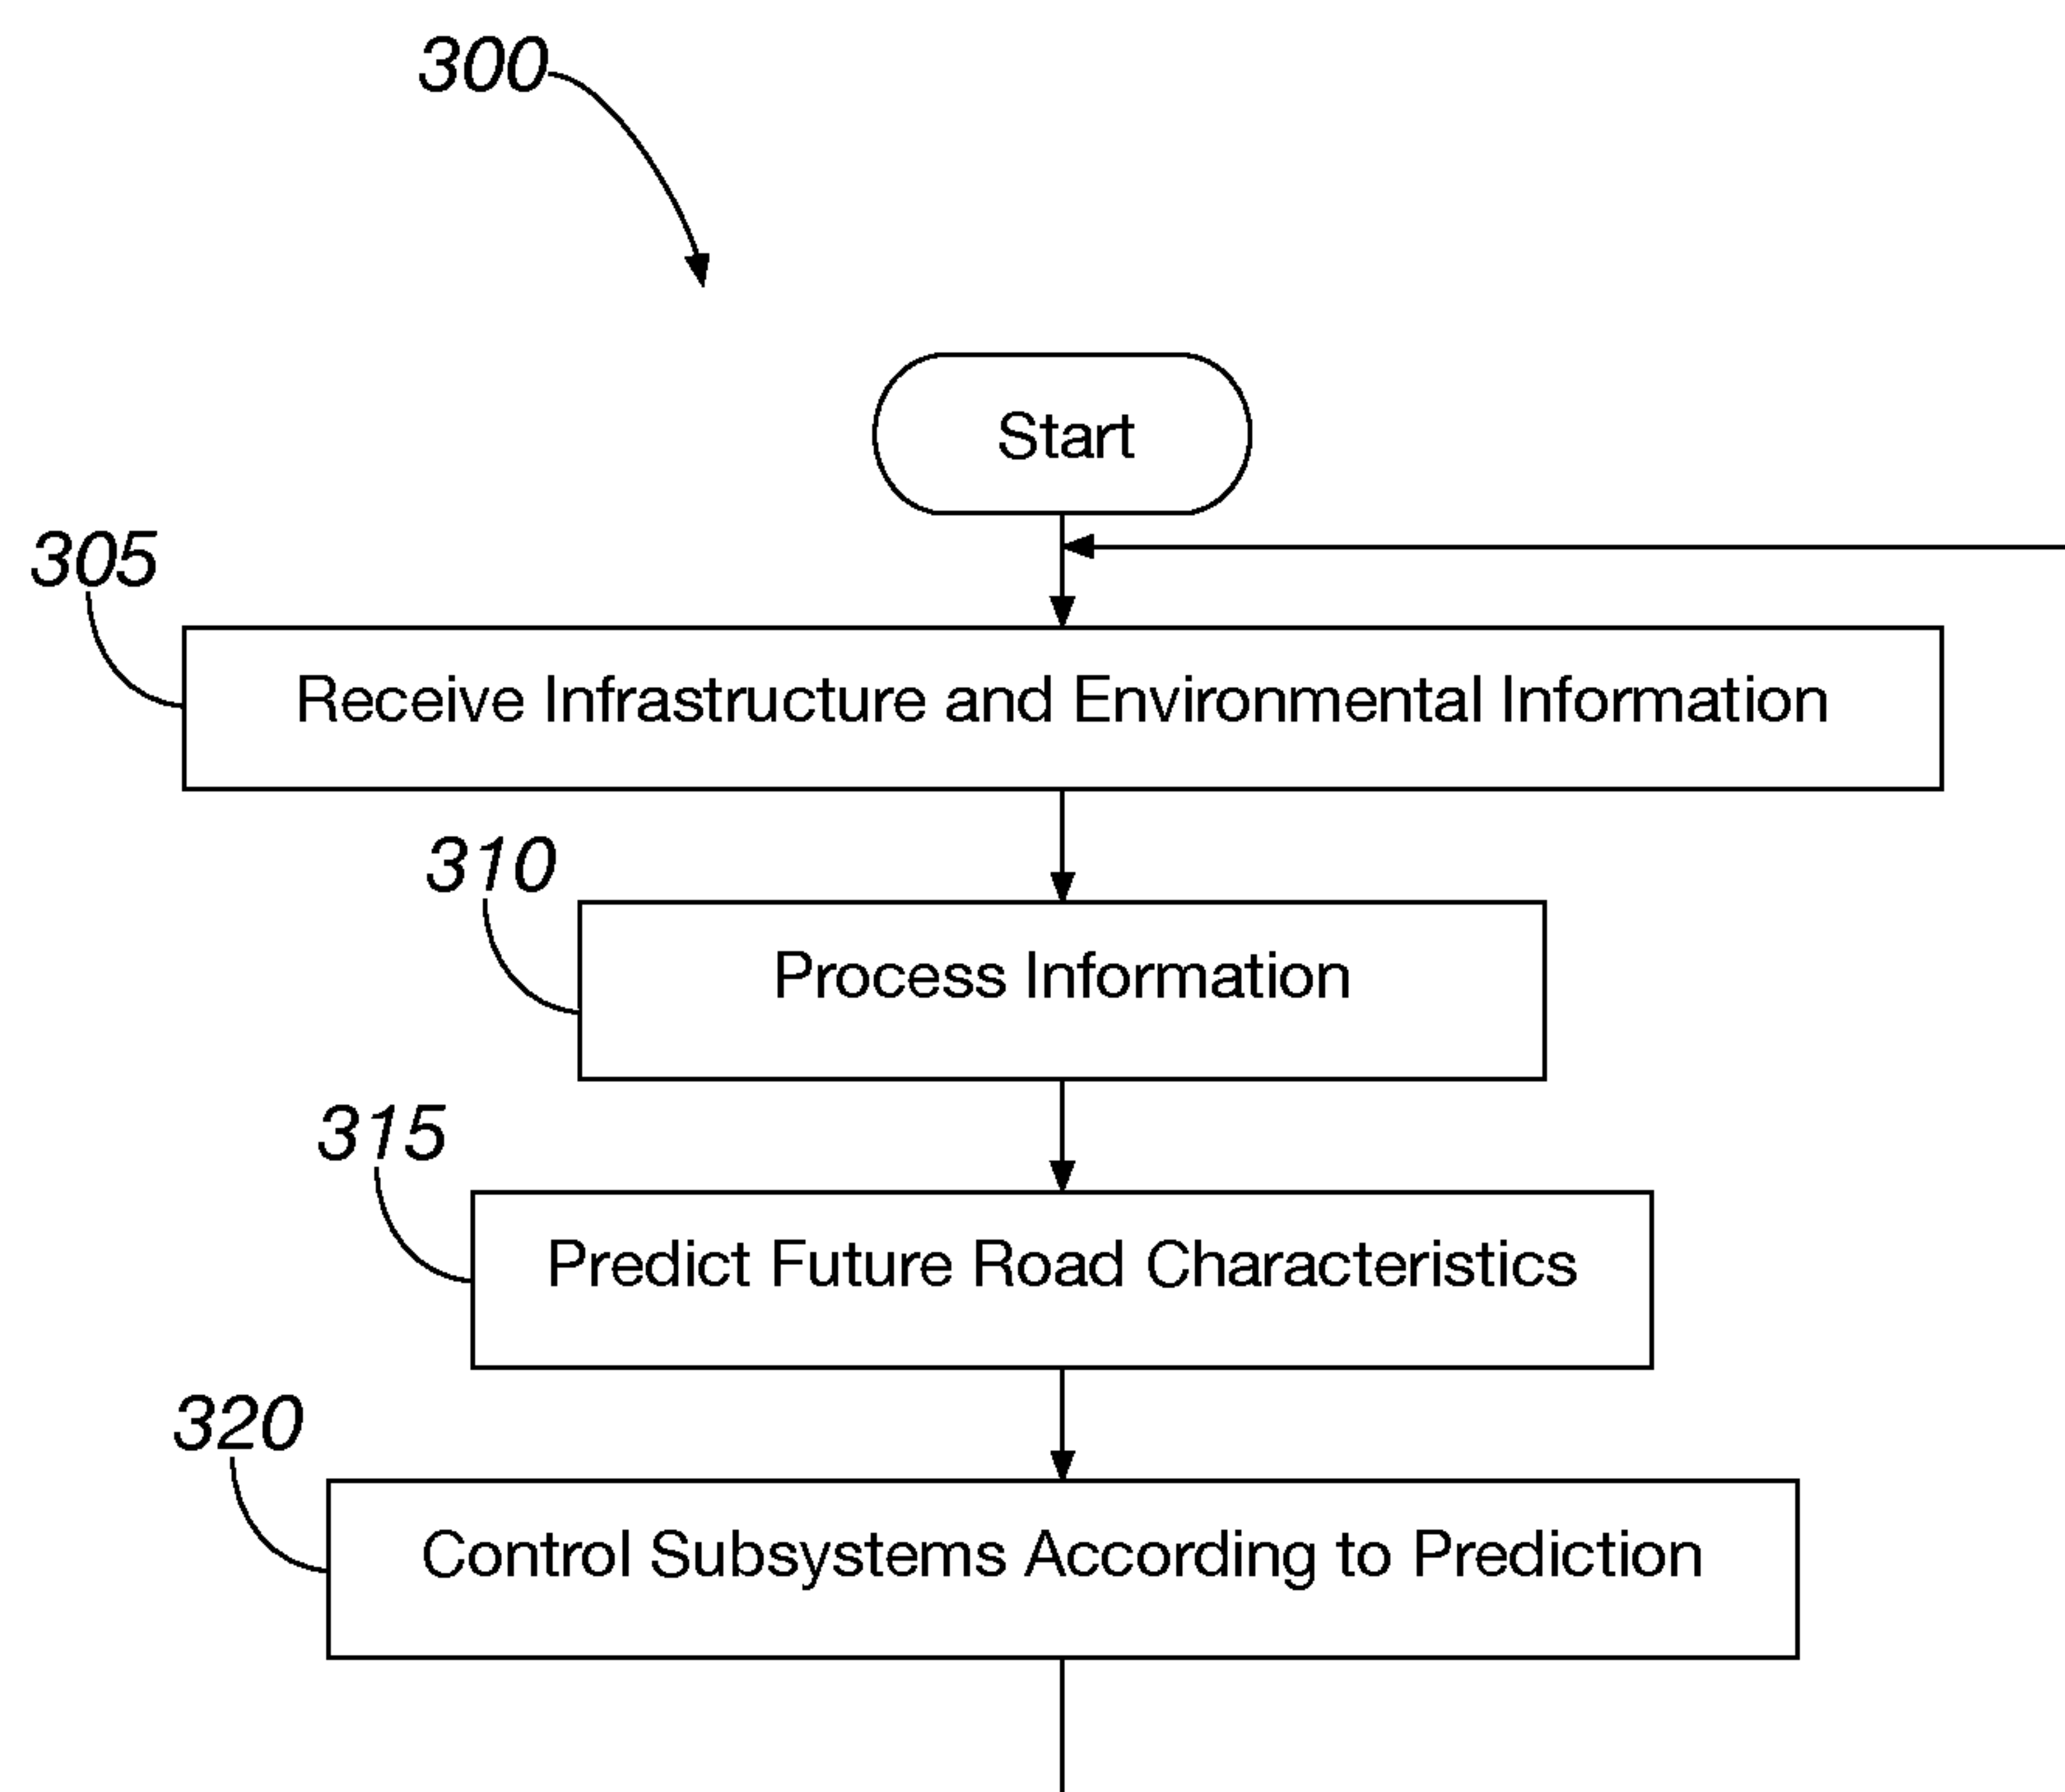 300
Start
305
Receive Infrastructure and Environmental Information
310
Process Information
315
Predict Future Road Characteristics
320
Control Subsystems According to Prediction